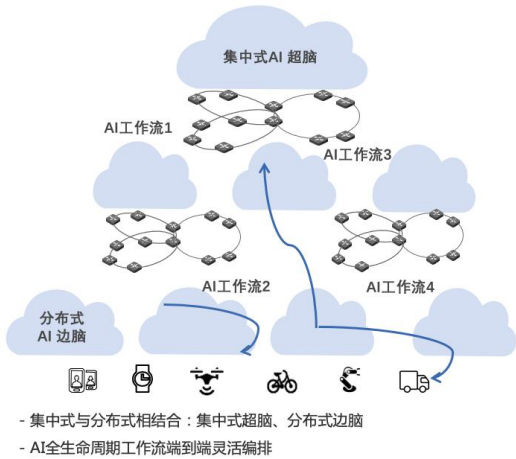 集中式AI 超脑
AI工作流1
AI工作流3
AI工作流2
AI工作流4
分布式
AI 边脑
- 集中式与分布式相结合：集中式超脑、分布式边脑
- AI全生命周期工作流端到端灵活编排